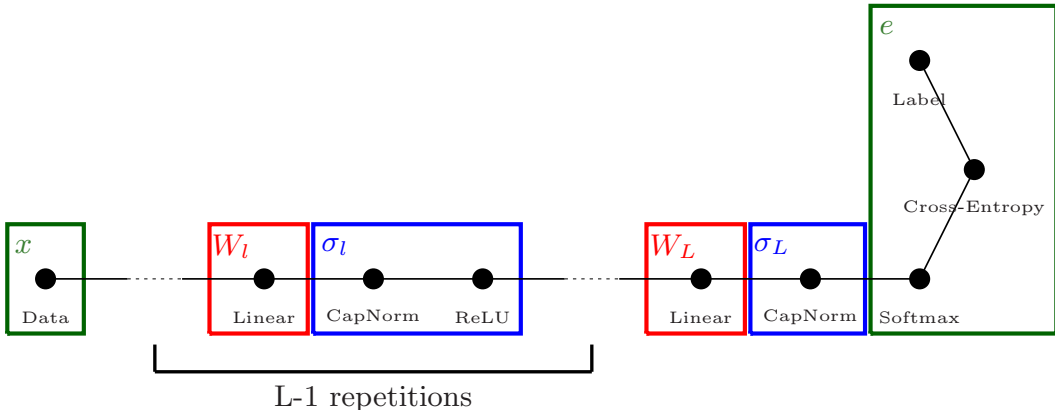 e
Label
Cross-Entropy
x
W_l
σ_l
W_L
σ_L
Data
Linear
CapNorm
ReLU
Linear
CapNorm
Softmax
L-1 repetitions